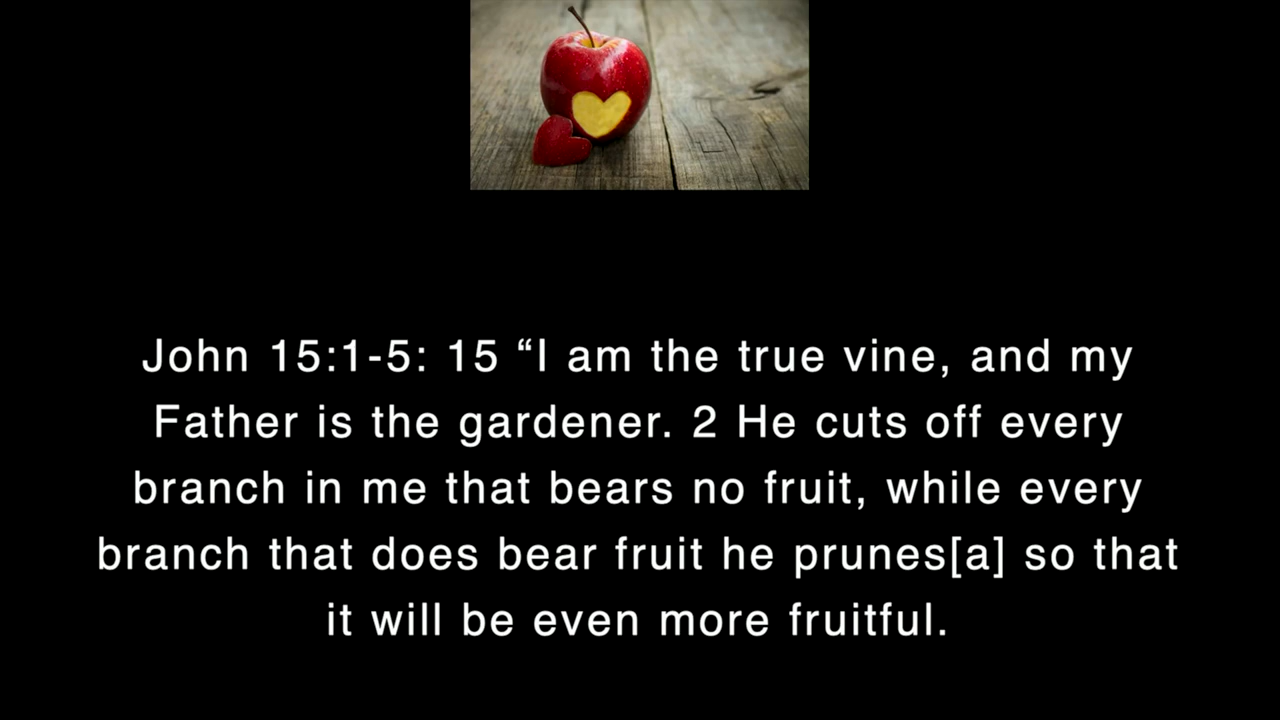 John 15:1-5: 15 “I am the true vine, and my
Father is the gardener. 2 He cuts off every
branch in me that bears no fruit, while every
branch that does bear fruit he prunes[a] so that
it will be even more fruitful.